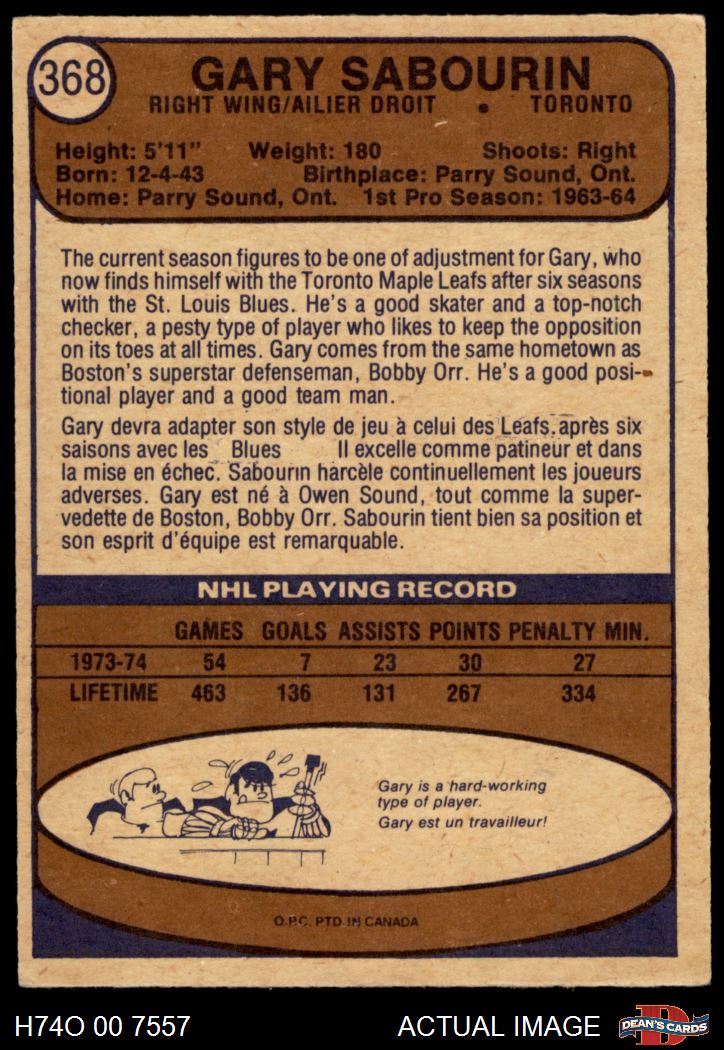 368
GARY SABOURIN
RIGHT WING/AILIER DROIT • TORONTO
Height: 5'11" Weight: 180 Shoots: Right
Born: 12-4-43 Birthplace: Parry Sound, Ont.
Home: Parry Sound, Ont. 1st Pro Season: 1963-64
The current season figures to be one of adjustment for Gary, who
now finds himself with the Toronto Maple Leafs after six seasons
with the St. Louis Blues. He's a good skater and a top-notch
checker, a pesty type of player who likes to keep the opposition
on its toes at all times. Gary comes from the same hometown as
Boston's superstar defenseman, Bobby Orr. He's a good posi-
tional player and a good team man.
Gary devra adapter son style de jeu à celui des Leafs.après six
saisons avec les Blues Il excelle comme patineur et dans
la mise en échec. Sabourin harcèle continuellement les joueurs
adverses. Gary est né à Owen Sound, tout comme la super-
vedette de Boston, Bobby Orr. Sabourin tient bien sa position et
son esprit d'équipe est remarquable.
NHL PLAYING RECORD
GAMES GOALS ASSISTS POINTS PENALTY MIN.
1973-74 54 7 23 30 27
LIFETIME 463 136 131 267 334
Gary is a hard-working
type of player.
Gary est un travailleur!
O.P.C. PTD IN CANADA
H74O 00 7557 ACTUAL IMAGE DEAN'S CARDS